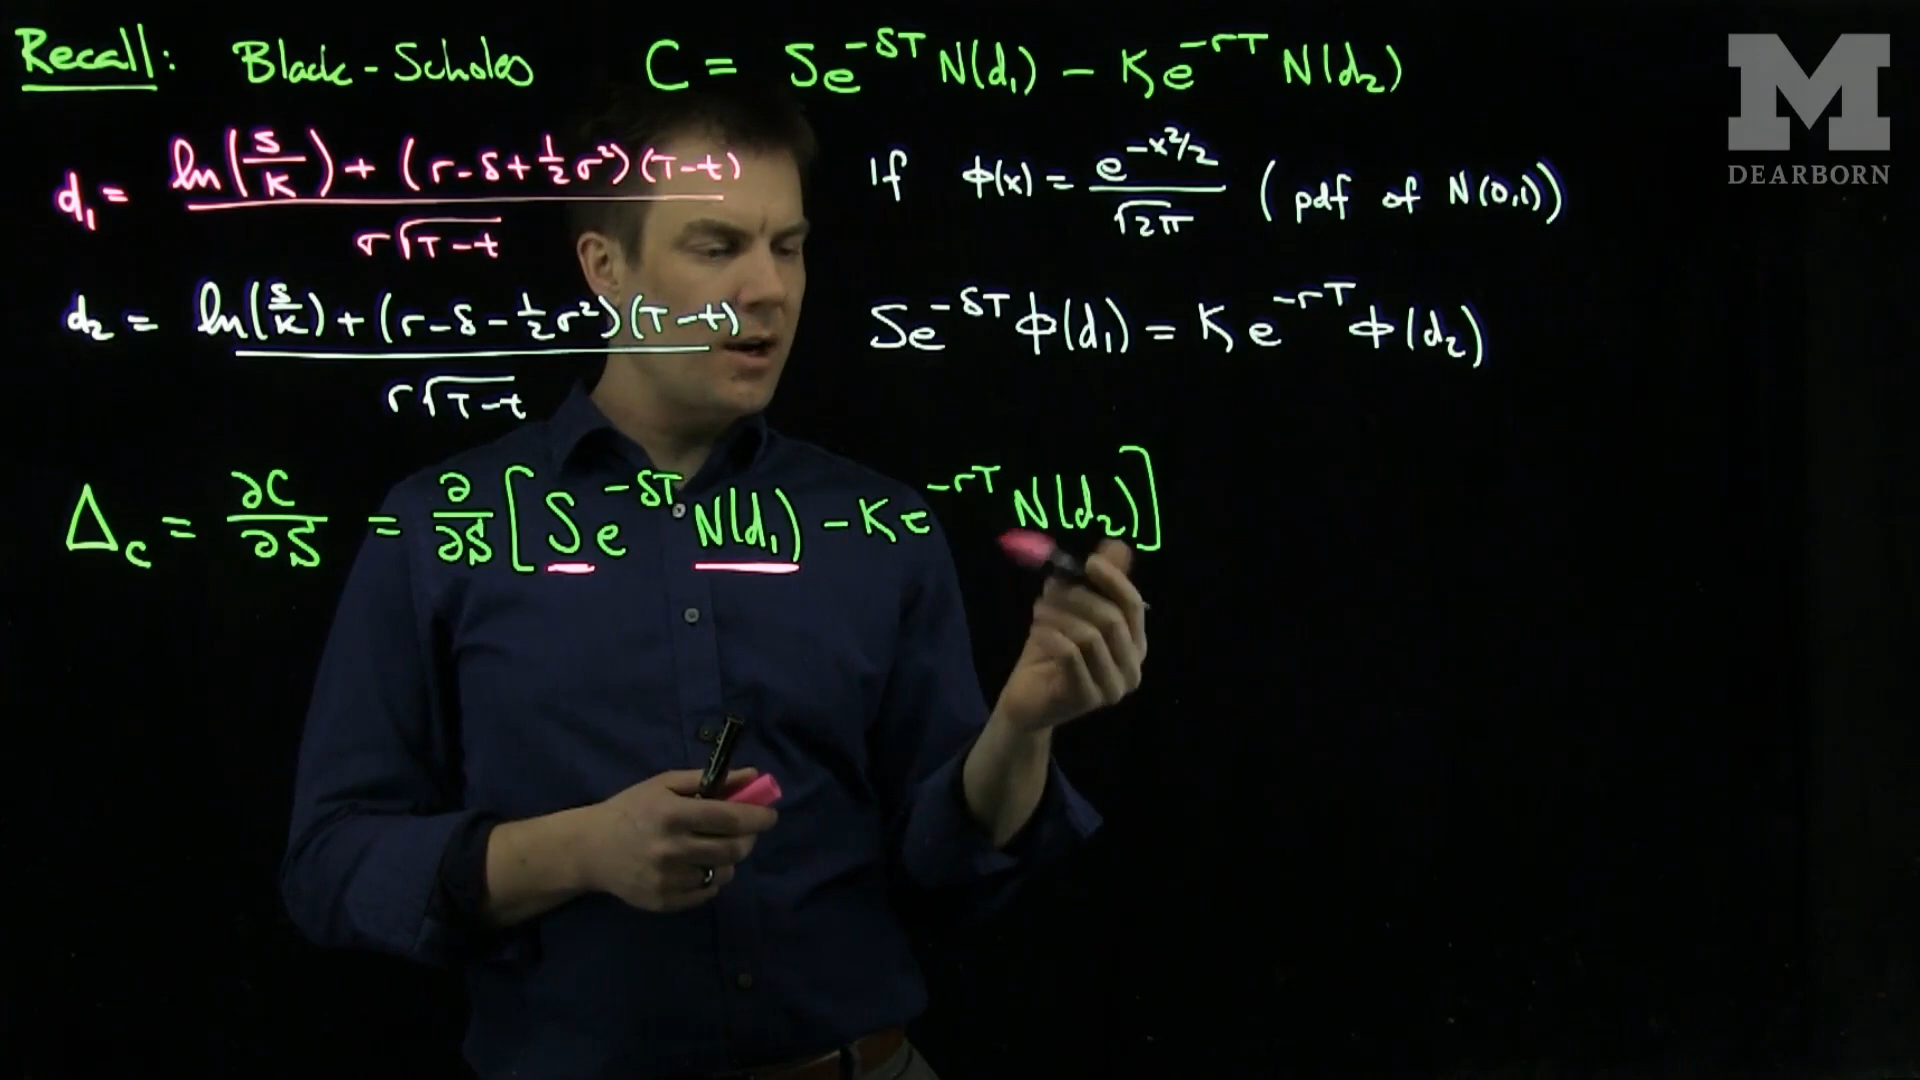 Recall: Black-Scholes C = Se^{-δT} N(d₁) - Ke^{-rT} N(d₂)
d₁ = (ln(S/K) + (r-δ+½σ²)(T-t)) / (σ√(T-t))
If φ(x) = e^{-x²/2} / √(2π) (pdf of N(0,1))
d₂ = (ln(S/K) + (r-δ-½σ²)(T-t)) / (σ√(T-t))
Se^{-δT} φ(d₁) = Ke^{-rT} φ(d₂)
Δ_C = ∂C/∂S = ∂/∂S [Se^{-δT} N(d₁) - Ke^{-rT} N(d₂)]
M
DEARBORN